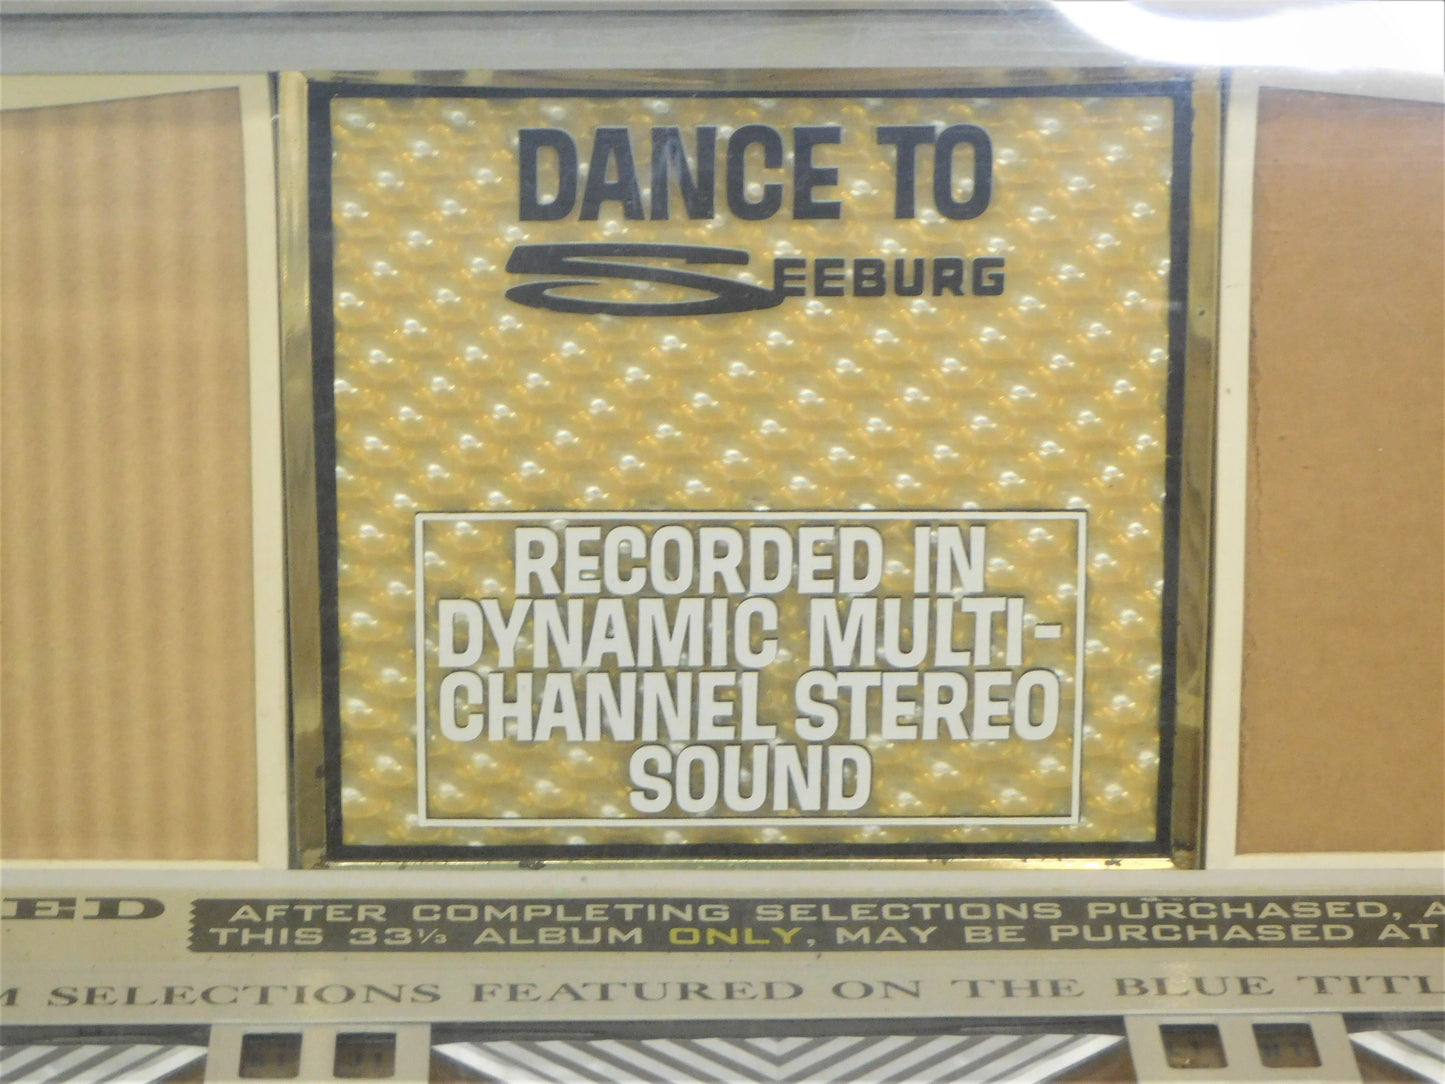 DANCE TO
SEEBURG
RECORDED IN
DYNAMIC MULTI-
CHANNEL STEREO
SOUND
AFTER COMPLETING SELECTIONS PURCHASED,
THIS 33⅓ ALBUM ONLY, MAY BE PURCHASED AT
SELECTIONS FEATURED ON THE BLUE